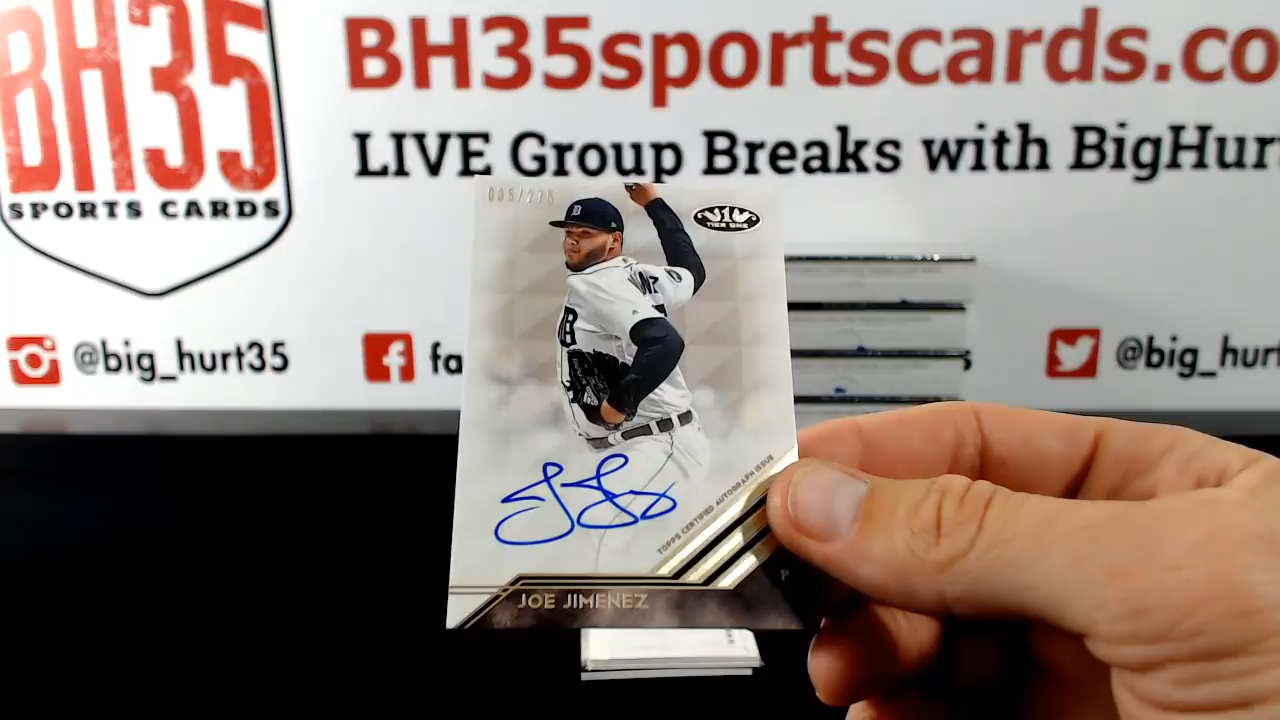 BH35
SPORTS CARDS
BH35sportscards.co
LIVE Group Breaks with BigHur
@big_hurt35
fa
@big_hurt
TIER ONE
TOPPS CERTIFIED AUTOGRAPH ISSUE
P
JOE JIMENEZ